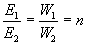 E₁/E₂ = W₁/W₂ = n